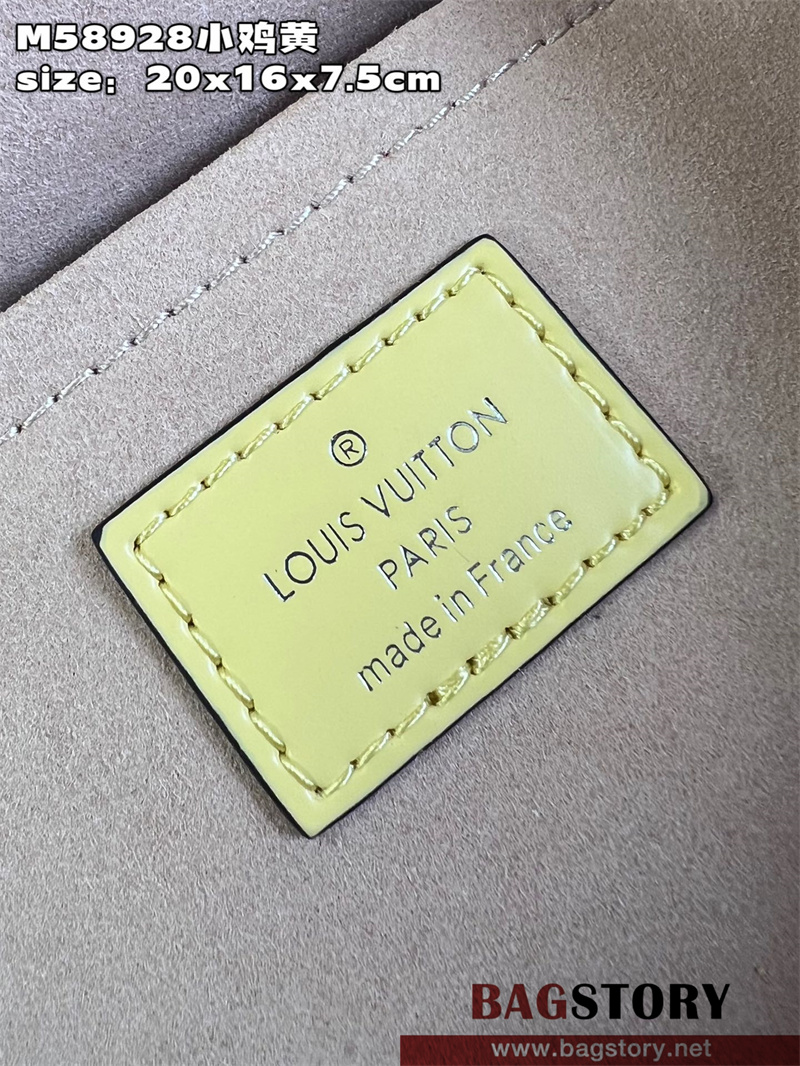 M58928小鸡黄
size：20x16x7.5cm
®
LOUIS VUITTON
PARIS
made in France
BAGSTORY
www.bagstory.net